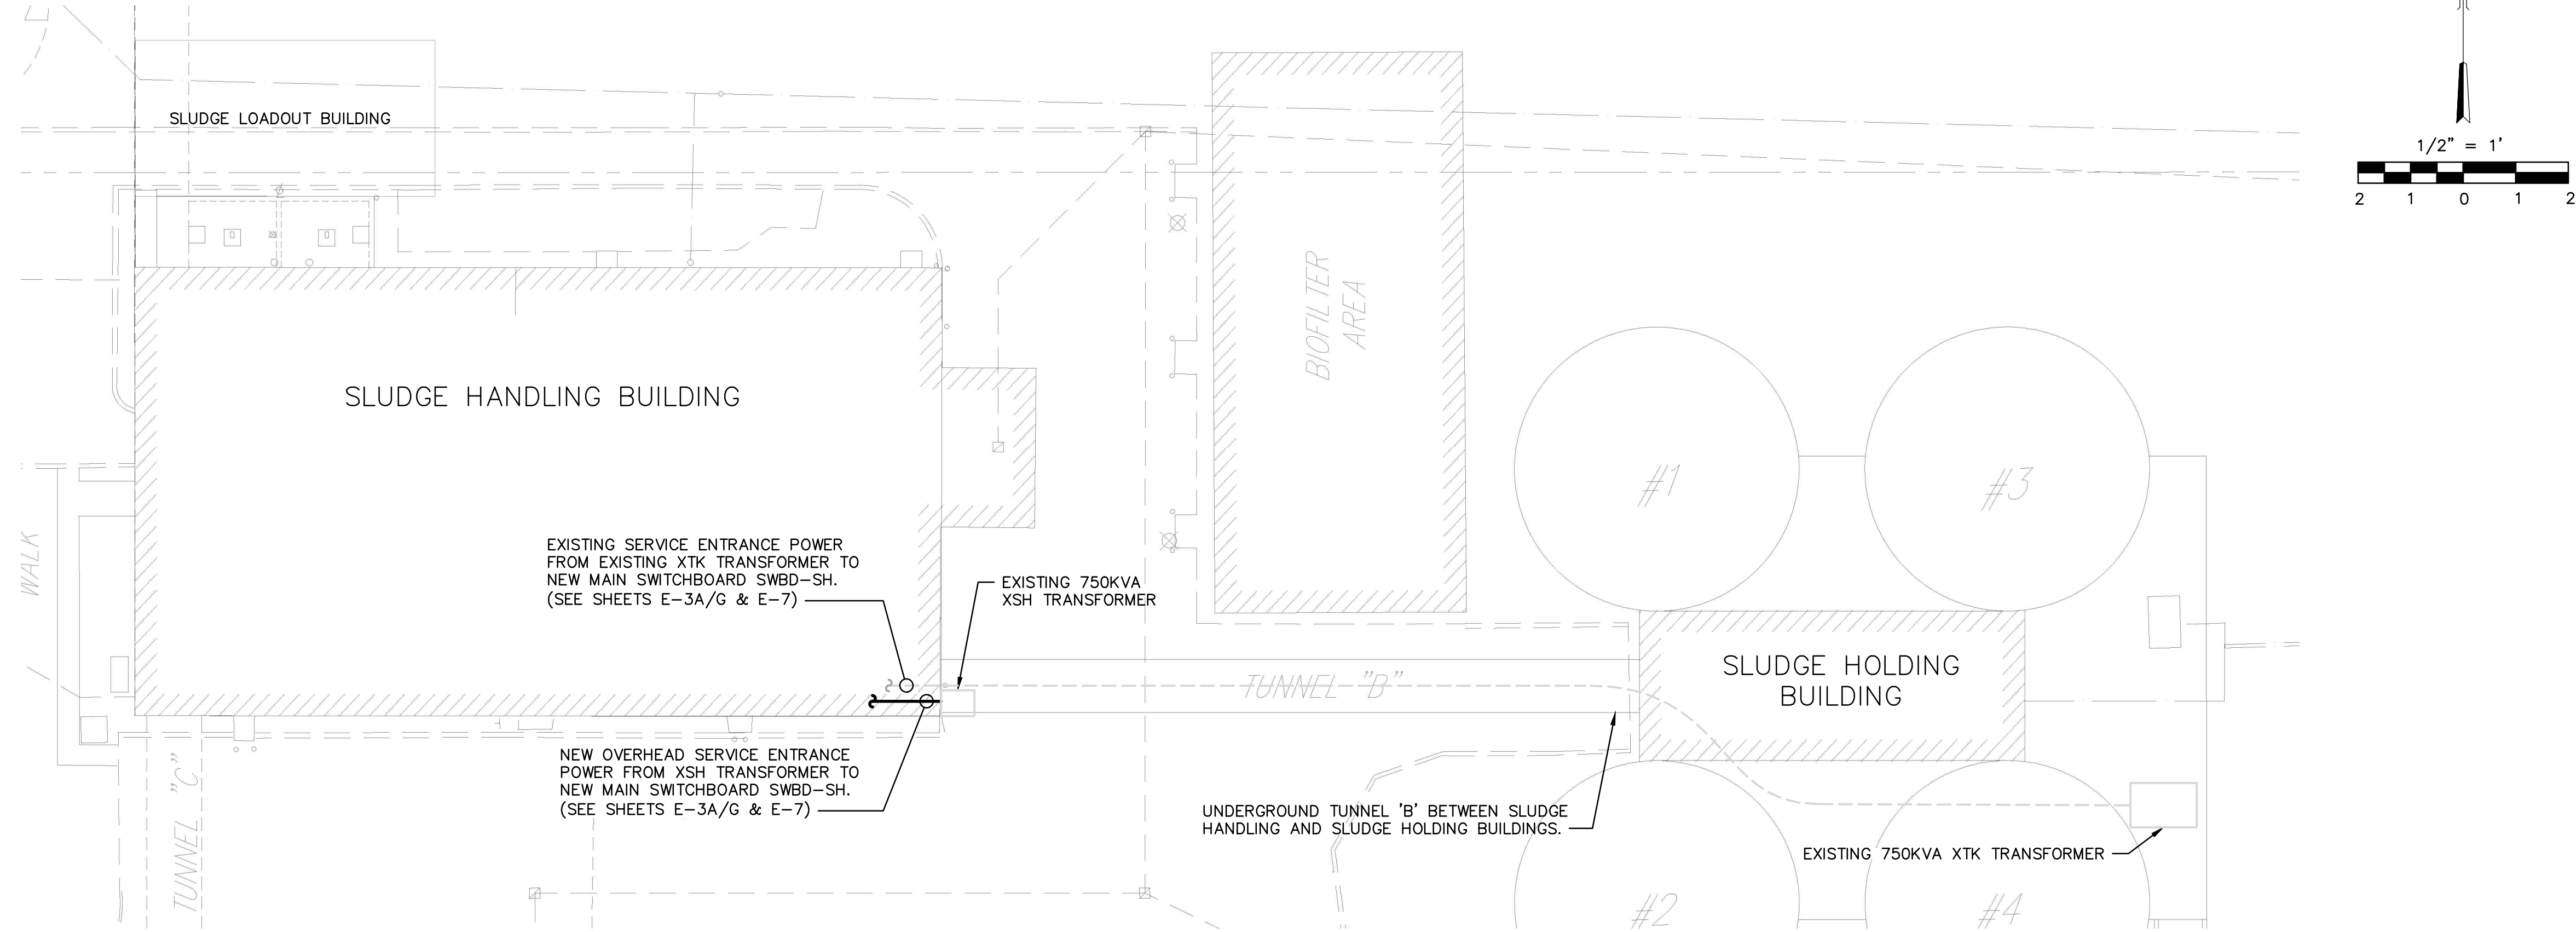 SLUDGE LOADOUT BUILDING
1/2" = 1'
2 1 0 1 2
BIOFILTER
AREA
SLUDGE HANDLING BUILDING
#1
#3
WALK
EXISTING SERVICE ENTRANCE POWER
FROM EXISTING XTK TRANSFORMER TO
NEW MAIN SWITCHBOARD SWBD-SH.
(SEE SHEETS E-3A/G & E-7)
EXISTING 750KVA
XSH TRANSFORMER
TUNNEL "B"
SLUDGE HOLDING
BUILDING
NEW OVERHEAD SERVICE ENTRANCE
POWER FROM XSH TRANSFORMER TO
NEW MAIN SWITCHBOARD SWBD-SH.
(SEE SHEETS E-3A/G & E-7)
TUNNEL "C"
UNDERGROUND TUNNEL 'B' BETWEEN SLUDGE
HANDLING AND SLUDGE HOLDING BUILDINGS.
EXISTING 750KVA XTK TRANSFORMER
#2
#4